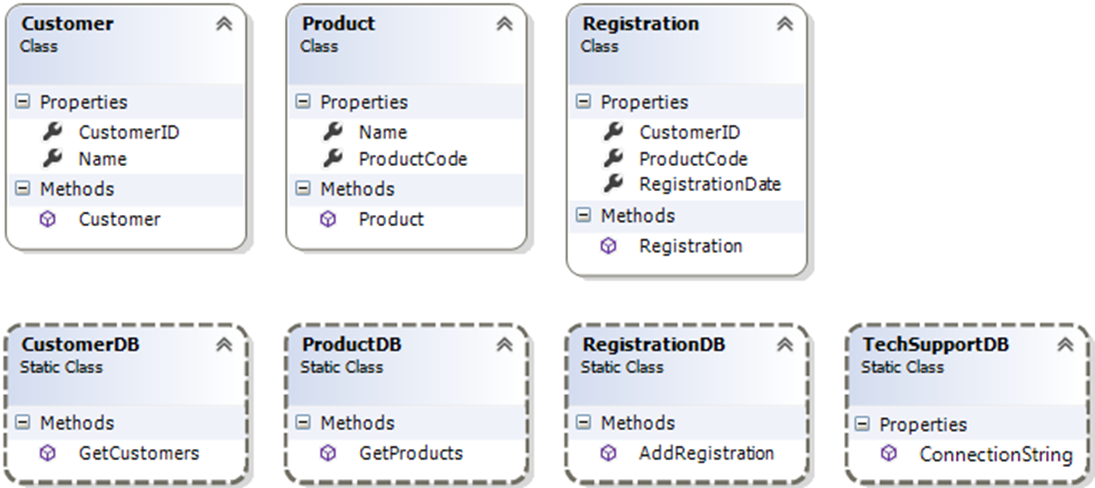 Customer
Class
Properties
CustomerID
Name
Methods
Customer
Product
Class
Properties
Name
ProductCode
Methods
Product
Registration
Class
Properties
CustomerID
ProductCode
RegistrationDate
Methods
Registration
CustomerDB
Static Class
Methods
GetCustomers
ProductDB
Static Class
Methods
GetProducts
RegistrationDB
Static Class
Methods
AddRegistration
TechSupportDB
Static Class
Properties
ConnectionString